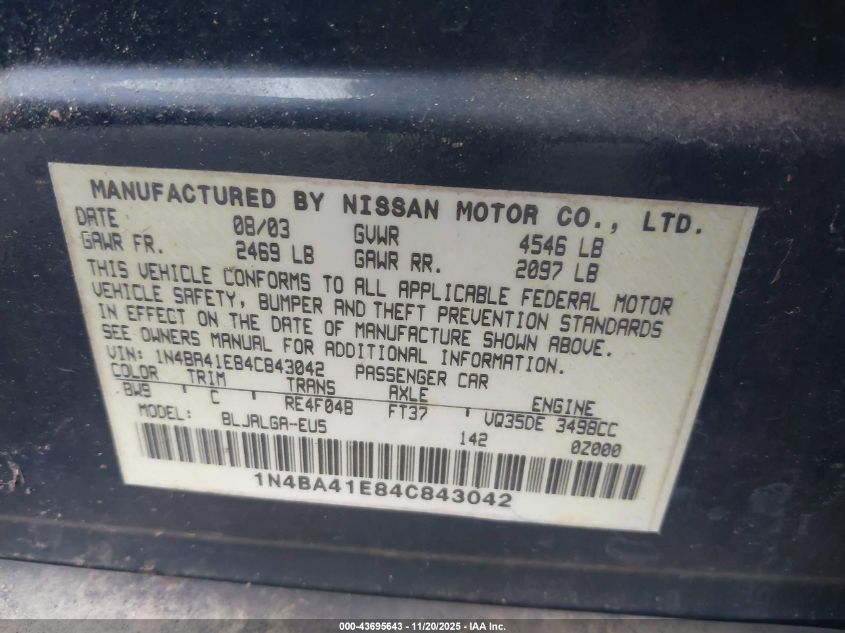 MANUFACTURED BY NISSAN MOTOR CO., LTD.
DATE 08/03 GVWR 4546 LB
GAWR FR. 2469 LB GAWR RR. 2097 LB
THIS VEHICLE CONFORMS TO ALL APPLICABLE FEDERAL MOTOR
VEHICLE SAFETY, BUMPER AND THEFT PREVENTION STANDARDS
IN EFFECT ON THE DATE OF MANUFACTURE SHOWN ABOVE.
SEE OWNERS MANUAL FOR ADDITIONAL INFORMATION.
VIN: 1N4BA41E84C843042 PASSENGER CAR
COLOR TRIM TRANS AXLE ENGINE
BW9 C RE4F04B FT37 VQ35DE 3498CC
MODEL: BLJALGA-EU5 142 0Z000
1N4BA41E84C843042
000-43695643 - 11/20/2025 - IAA Inc.